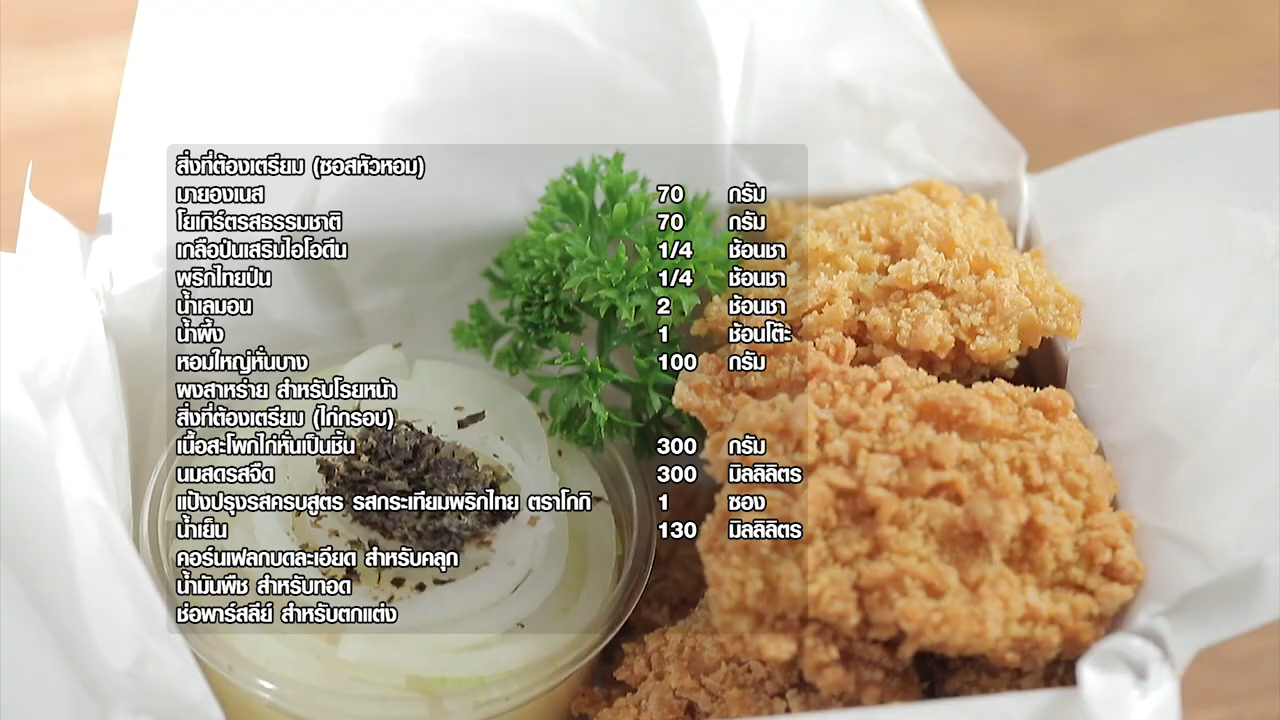 สิ่งที่ต้องเตรียม (ซอสหัวหอม)
มายองเนส 70 กรัม
โยเกิร์ตรสธรรมชาติ 70 กรัม
เกลือป่นเสริมไอโอดีน 1/4 ช้อนชา
พริกไทยป่น 1/4 ช้อนชา
น้ำเลมอน 2 ช้อนชา
น้ำผึ้ง 1 ช้อนโต๊ะ
หอมใหญ่หั่นบาง 100 กรัม
ผงสาหร่าย สำหรับโรยหน้า
สิ่งที่ต้องเตรียม (ไก่กรอบ)
เนื้อสะโพกไก่หั่นเป็นชิ้น 300 กรัม
นมสดรสจืด 300 มิลลิลิตร
แป้งปรุงรสครบสูตร รสกระเทียมพริกไทย ตราโกกิ 1 ซอง
น้ำเย็น 130 มิลลิลิตร
คอร์นเฟลกบดละเอียด สำหรับคลุก
น้ำมันพืช สำหรับทอด
ช่อพาร์สลีย์ สำหรับตกแต่ง